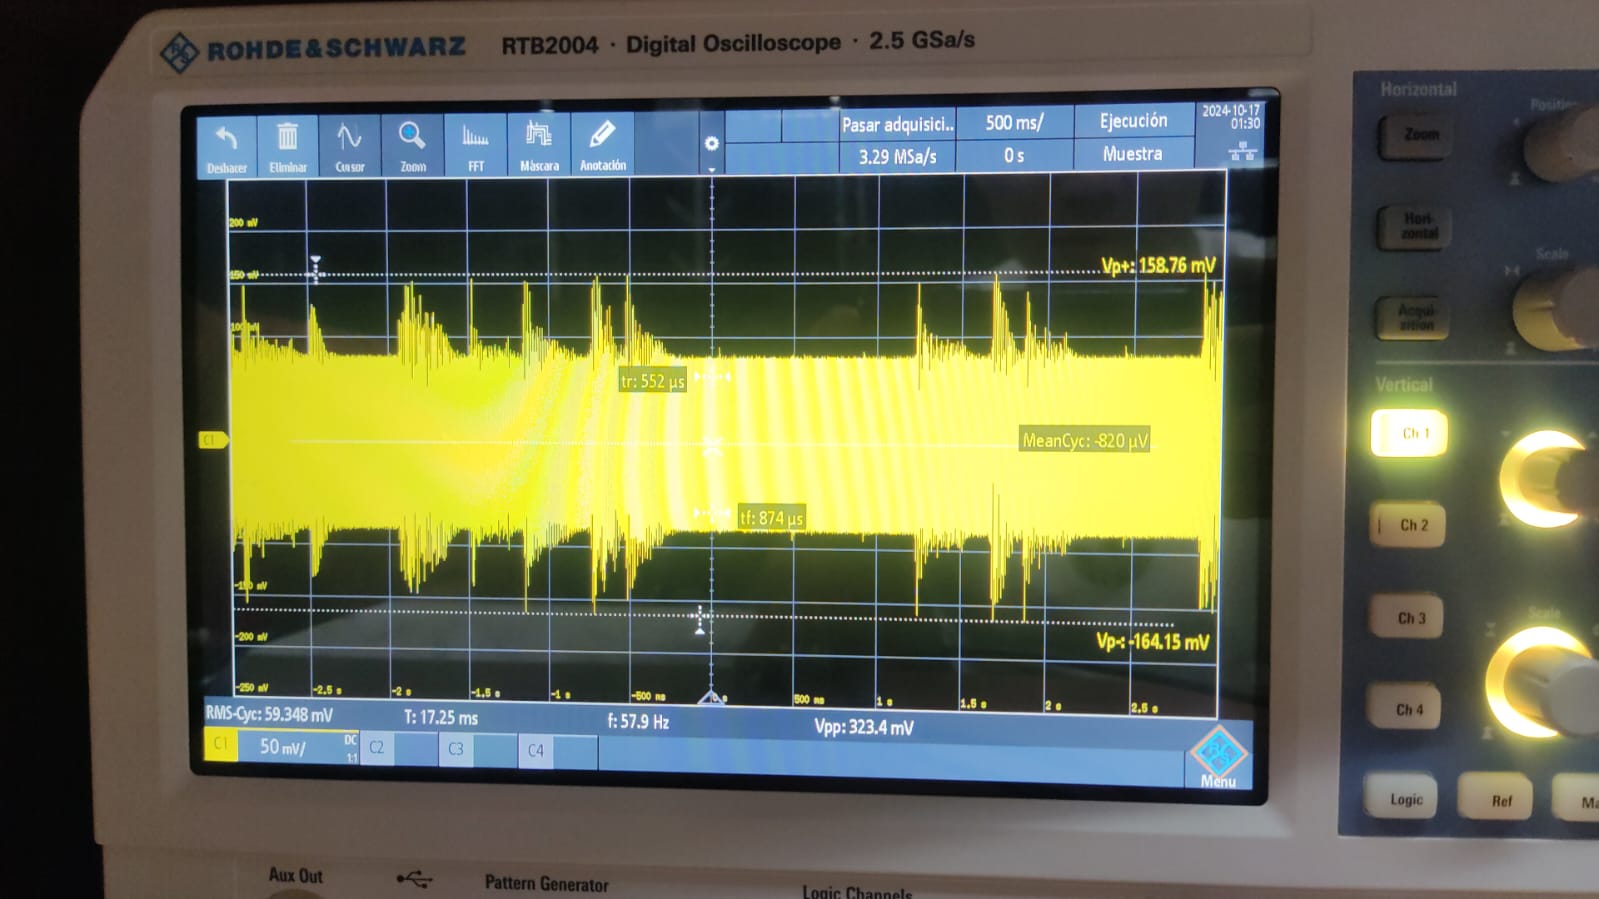 ROHDE&SCHWARZ RTB2004 · Digital Oscilloscope · 2.5 GSa/s
Horizontal
Zoom
Hori-
zontal
Scale
Acqui-
sition
Vertical
Ch 1
Ch 2
Ch 3
Scale
Ch 4
Logic
Ref
Deshacer
Eliminar
Cursor
Zoom
FFT
Máscara
Anotación
Pasar adquisici..
500 ms/
Ejecución
2024-10-17
01:30
3.29 MSa/s
0 s
Muestra
200 mV
150 mV
Vp+: 158.76 mV
100 mV
tr: 552 µs
C1
MeanCyc: -820 µV
tf: 874 µs
-150 mV
-200 mV
Vp-: -164.15 mV
-250 mV
-2.5 s
-2 s
-1.5 s
-1 s
-500 ms
0 s
500 ms
1 s
1.5 s
2 s
2.5 s
RMS-Cyc: 59.348 mV
T: 17.25 ms
f: 57.9 Hz
Vpp: 323.4 mV
C1
50 mV/
DC
1:1
C2
C3
C4
Menu
Aux Out
Pattern Generator
Logic Channels